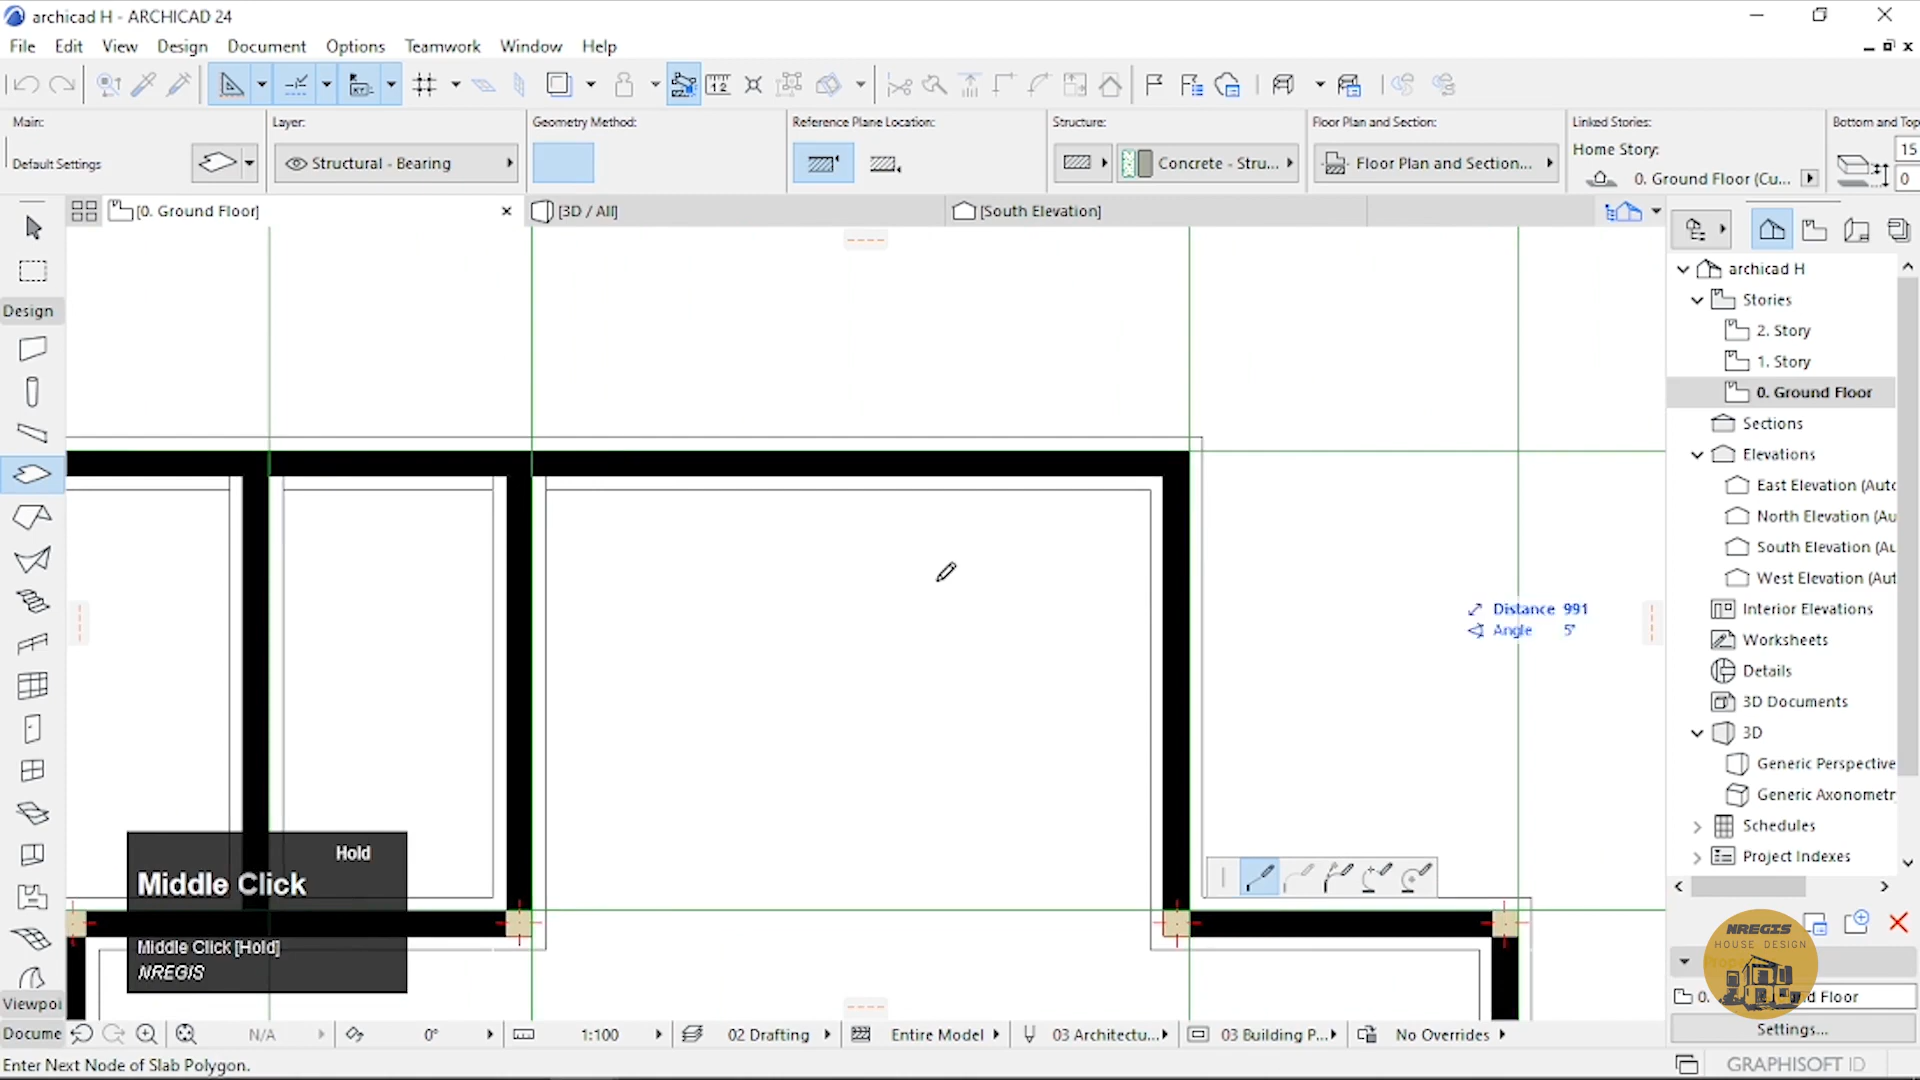 archicad H - ARCHICAD 24
File Edit View Design Document Options Teamwork Window Help
Main: Layer: Geometry Method: Reference Plane Location: Structure: Floor Plan and Section: Linked Stories: Bottom and Top
Default Settings Structural - Bearing Concrete - Stru... Floor Plan and Section... Home Story: 15
0. Ground Floor (Cu... 0
[0. Ground Floor] [3D / All] [South Elevation]
Design
archicad H
Stories
2. Story
1. Story
0. Ground Floor
Sections
Elevations
East Elevation (Auto
North Elevation (Au
South Elevation (Au
West Elevation (Aut
Interior Elevations
Worksheets
Details
3D Documents
3D
Generic Perspective
Generic Axonometr
Schedules
Project Indexes
Distance 991
Angle 5°
Hold
Middle Click
Middle Click [Hold]
NREGIS
NREGIS
HOUSE DESIGN
0. d Floor
Settings...
Viewpoi
Docume N/A 0° 1:100 02 Drafting Entire Model 03 Architectu... 03 Building P... No Overrides
Enter Next Node of Slab Polygon.
GRAPHISOFT ID